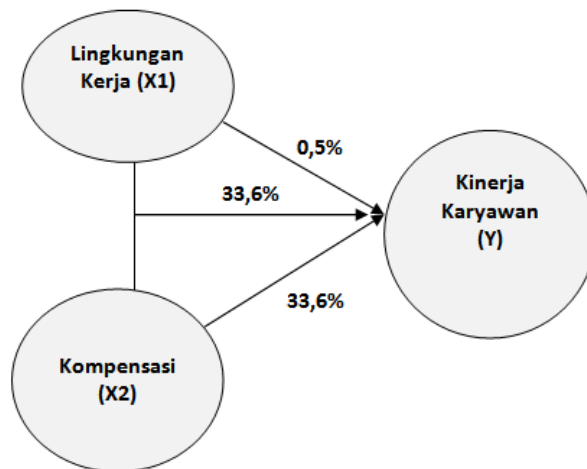 Lingkungan
Kerja (X1)
0,5%
33,6%
Kinerja
Karyawan
(Y)
33,6%
Kompensasi
(X2)